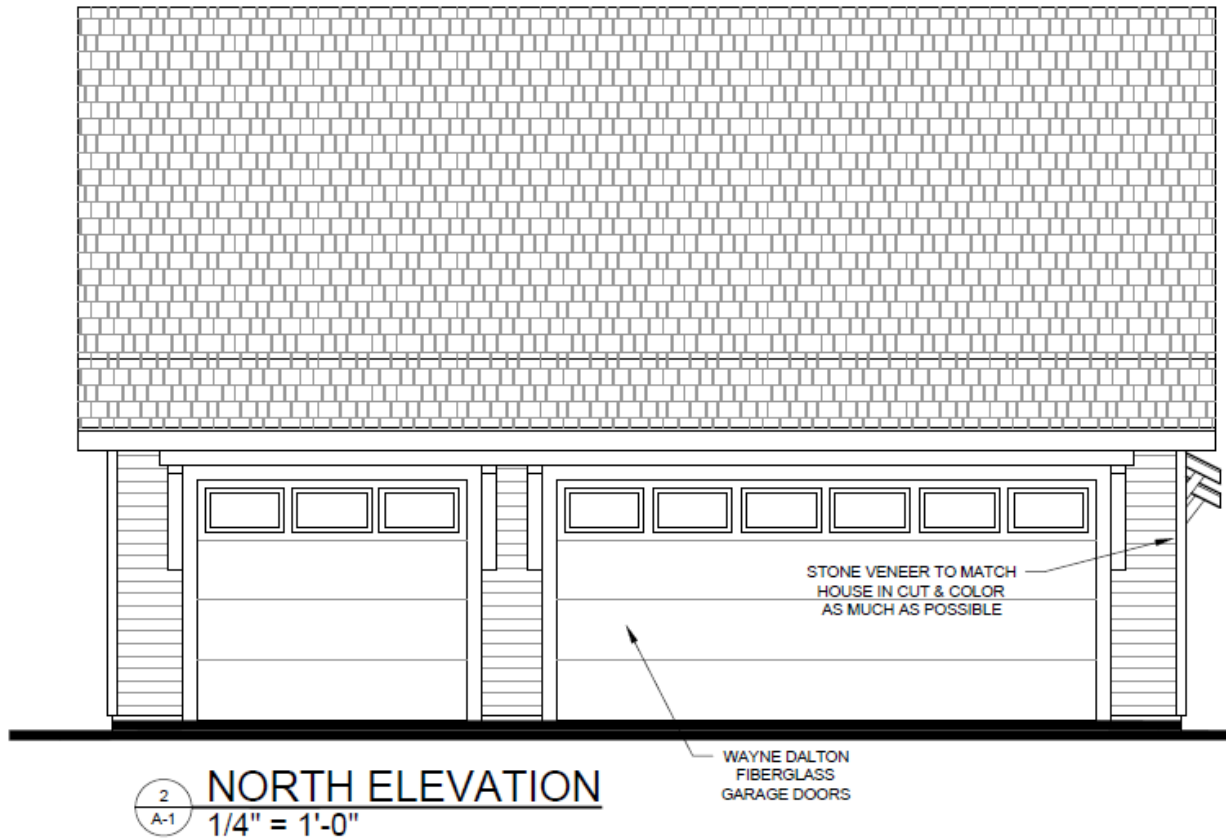 STONE VENEER TO MATCH
HOUSE IN CUT & COLOR
AS MUCH AS POSSIBLE
WAYNE DALTON
FIBERGLASS
GARAGE DOORS
2
A-1
NORTH ELEVATION
1/4" = 1'-0"